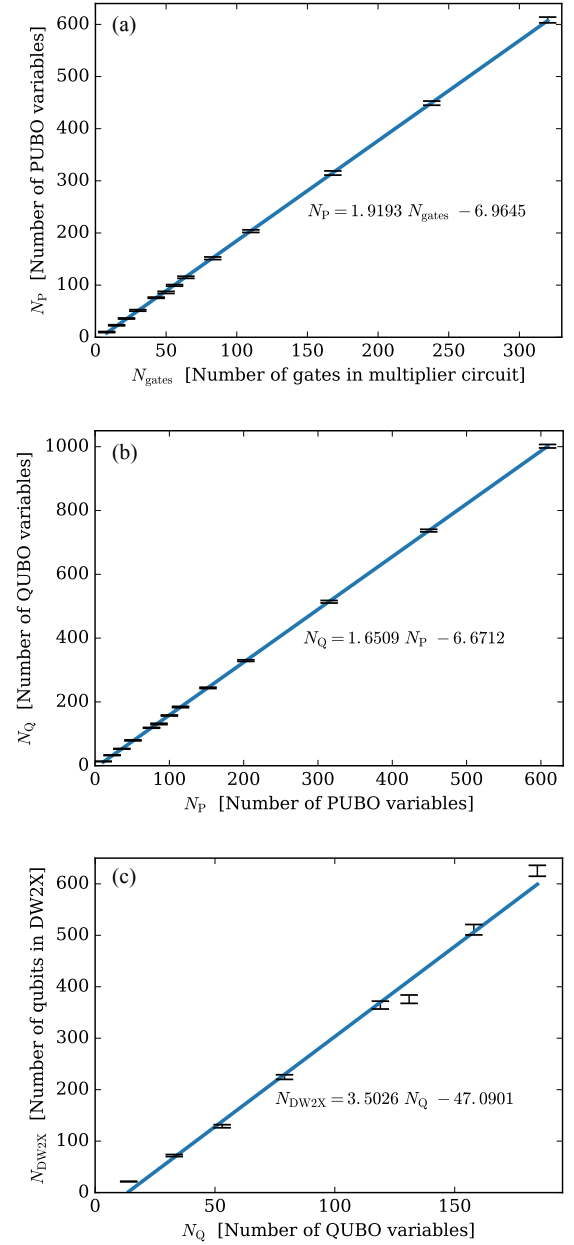 (a)
600
500
400
300
200
100
0
N_P [Number of PUBO variables]
N_P = 1.9193 N_gates − 6.9645
0 50 100 150 200 250 300
N_gates [Number of gates in multiplier circuit]
(b)
1000
800
600
400
200
0
N_Q [Number of QUBO variables]
N_Q = 1.6509 N_P − 6.6712
0 100 200 300 400 500 600
N_P [Number of PUBO variables]
(c)
600
500
400
300
200
100
0
N_DW2X [Number of qubits in DW2X]
N_DW2X = 3.5026 N_Q − 47.0901
0 50 100 150
N_Q [Number of QUBO variables]